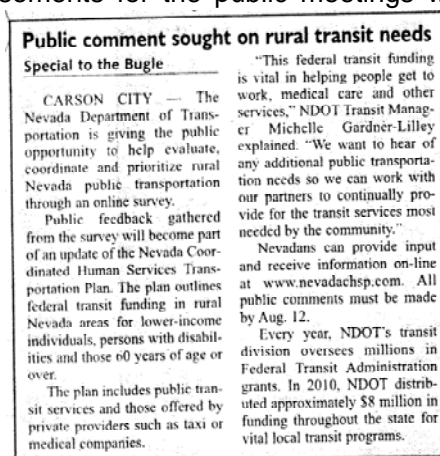 cements for the public meetings w
Public comment sought on rural transit needs
Special to the Bugle
CARSON CITY — The
Nevada Department of Trans-
portation is giving the public
opportunity to help evaluate,
coordinate and prioritize rural
Nevada public transportation
through an online survey.
Public feedback gathered
from the survey will become part
of an update of the Nevada Coor-
dinated Human Services Trans-
portation Plan. The plan outlines
federal transit funding in rural
Nevada areas for lower-income
individuals, persons with disabil-
ities and those 60 years of age or
over.
The plan includes public tran-
sit services and those offered by
private providers such as taxi or
medical companies.
"This federal transit funding
is vital in helping people get to
work, medical care and other
services," NDOT Transit Manag-
er Michelle Gardner-Lilley
explained. "We want to hear of
any additional public transporta-
tion needs so we can work with
our partners to continually pro-
vide for the transit services most
needed by the community."
Nevadans can provide input
and receive information on-line
at www.nevadachsp.com. All
public comments must be made
by Aug. 12.
Every year, NDOT's transit
division oversees millions in
Federal Transit Administration
grants. In 2010, NDOT distrib-
uted approximately $8 million in
funding throughout the state for
vital local transit programs.